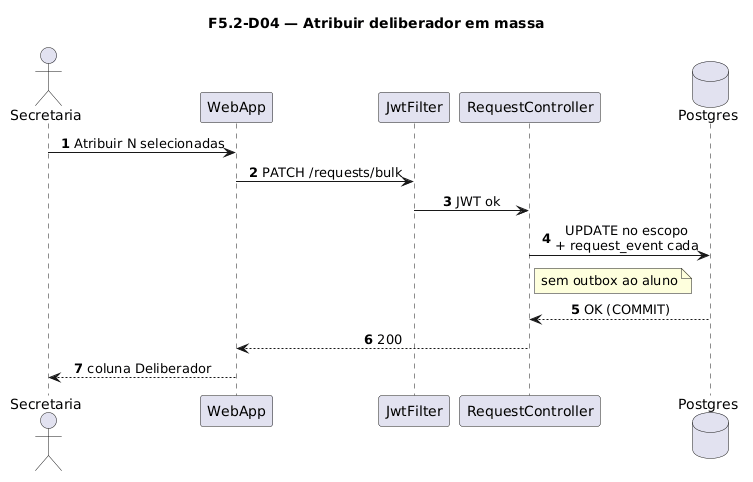 F5.2-D04 — Atribuir deliberador em massa
Secretaria
WebApp
JwtFilter
RequestController
Postgres
1 Atribuir N selecionadas
2 PATCH /requests/bulk
3 JWT ok
4 UPDATE no escopo
+ request_event cada
sem outbox ao aluno
5 OK (COMMIT)
6 200
7 coluna Deliberador
Secretaria
WebApp
JwtFilter
RequestController
Postgres